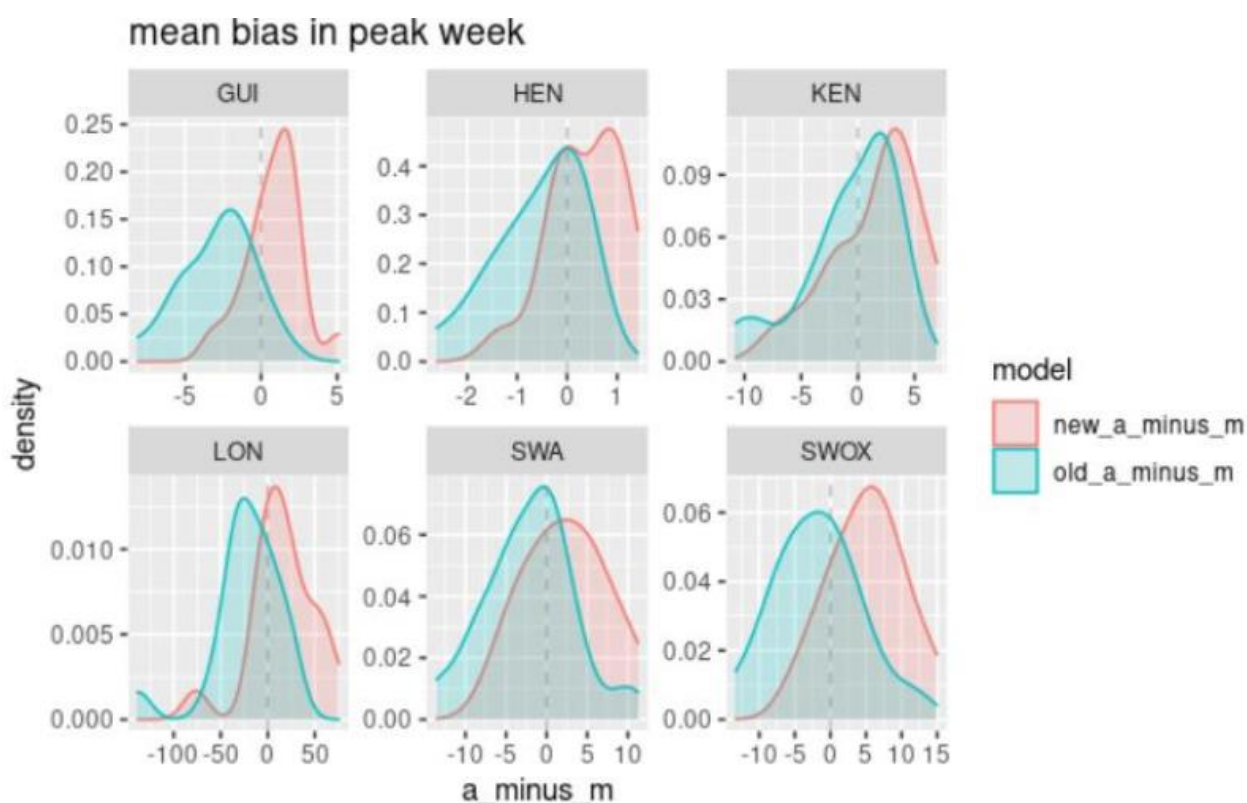 mean bias in peak week
GUI
HEN
KEN
0.25
0.20
0.15
0.10
0.05
0.00
-5 0 5
0.4
0.3
0.2
0.1
0.0
-2 -1 0 1
0.09
0.06
0.03
0.00
-10 -5 0 5
LON
SWA
SWOX
0.010
0.005
0.000
-100 -50 0 50
0.06
0.04
0.02
0.00
-10 -5 0 5 10
0.06
0.04
0.02
0.00
-10 -5 0 5 10 15
density
a_minus_m
model
new_a_minus_m
old_a_minus_m